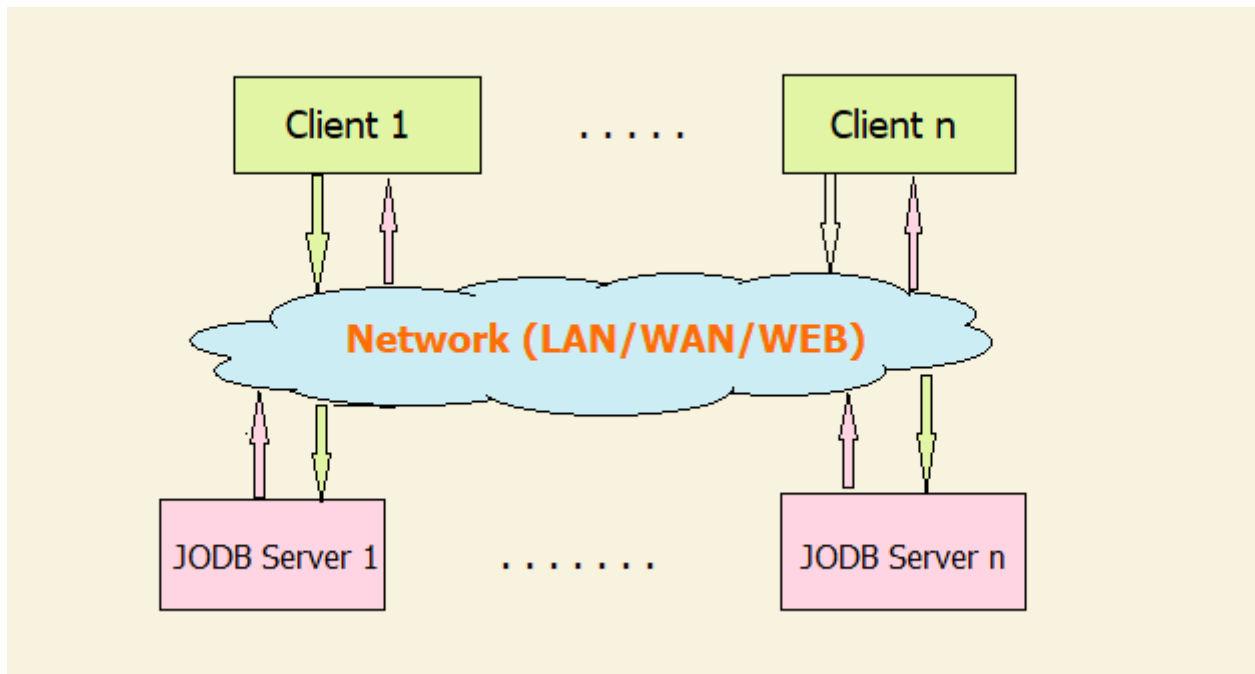 Client 1 . . . . . Client n
Network (LAN/WAN/WEB)
JODB Server 1 . . . . . . . JODB Server n